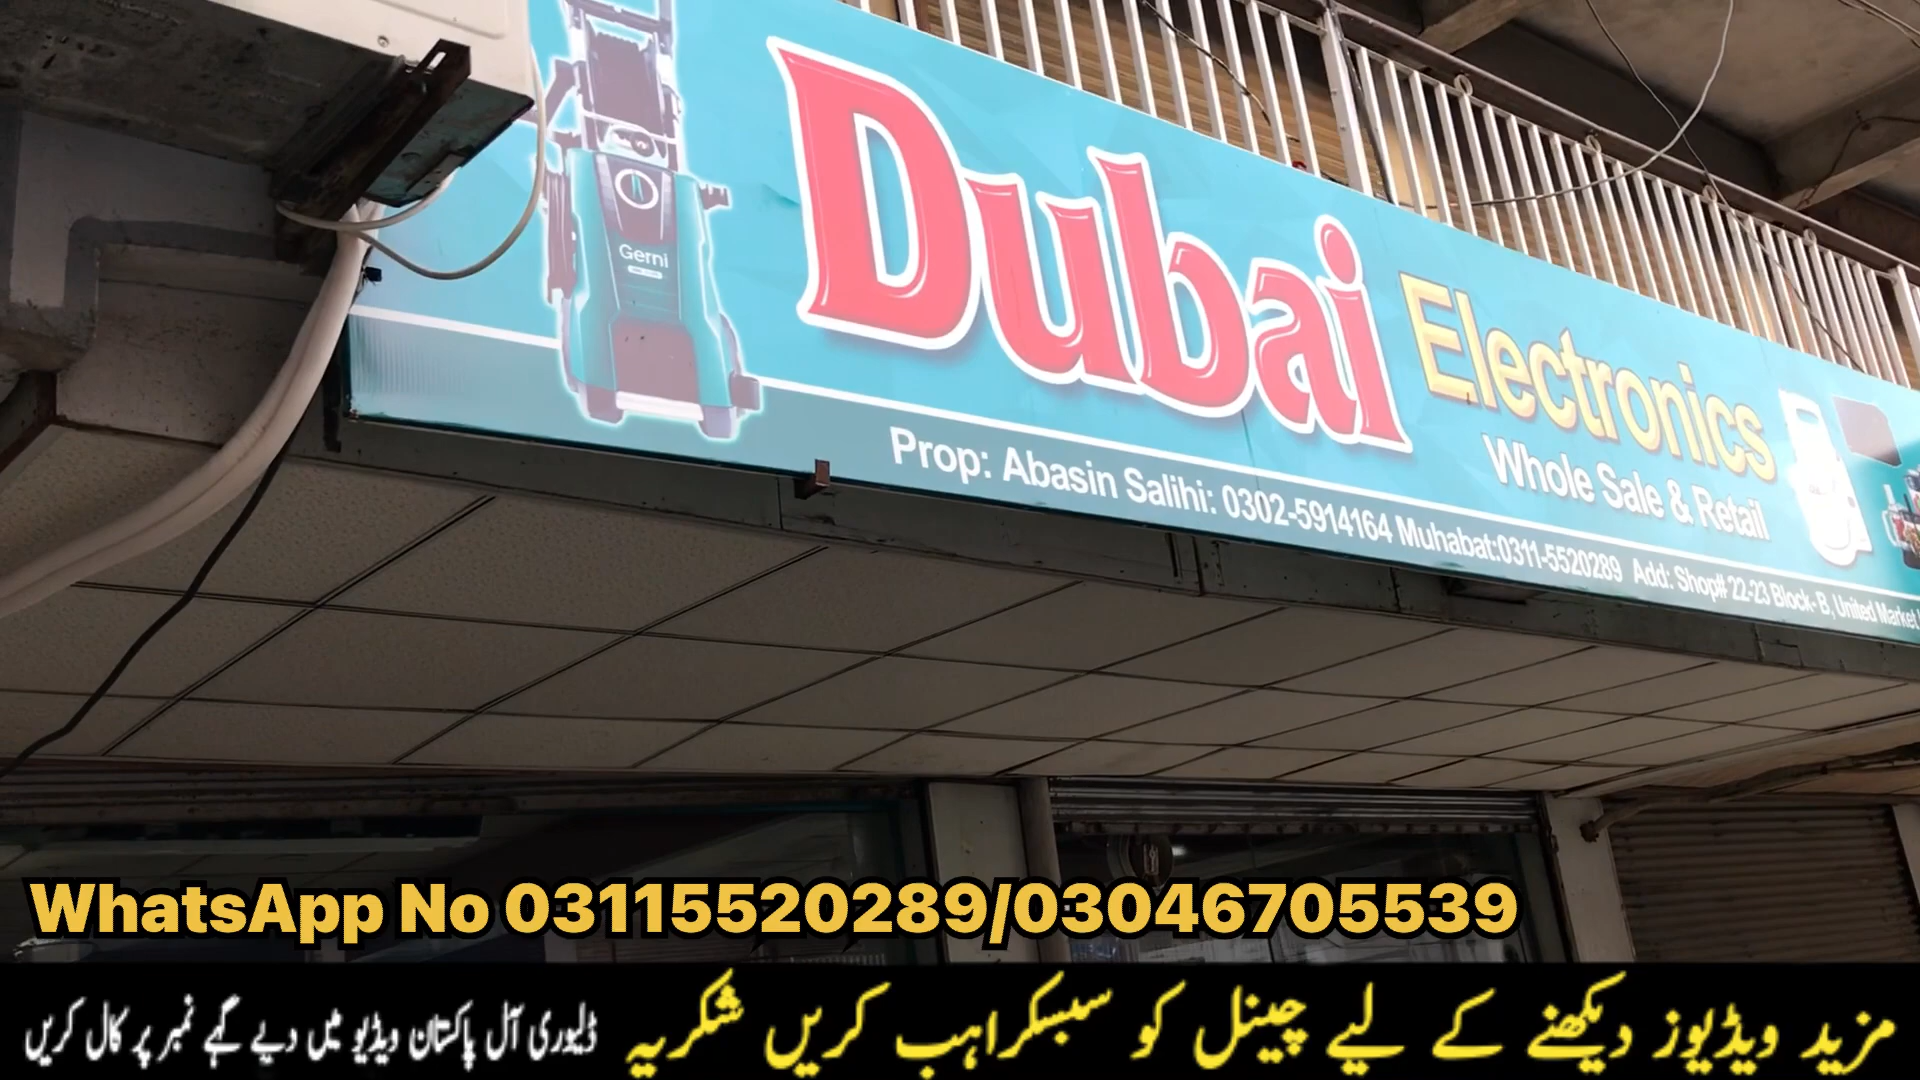 Gerni
Dubai Electronics
Whole Sale & Retail
Prop: Abasin Salihi: 0302-5914164 Muhabat:0311-5520289 Add: Shop# 22-23 Block- B, United Market
WhatsApp No 03115520289/03046705539
مزید ویڈیوز دیکھنے کے لیے چینل کو سبسکراہب کریں شکریہ
ڈلیوری آل پاکستان ویڈیو میں دیے گہے نمبر پر کال کریں